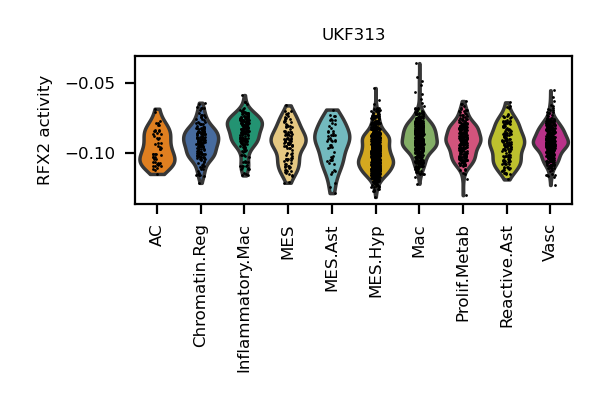 UKF313
RFX2 activity
−0.05
−0.10
AC
Chromatin.Reg
Inflammatory.Mac
MES
MES.Ast
MES.Hyp
Mac
Prolif.Metab
Reactive.Ast
Vasc